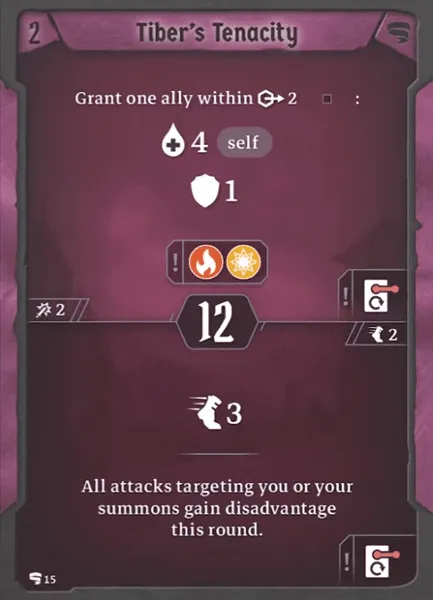 2
Tiber's Tenacity
Grant one ally within 2 :
4 self
1
2
12
2
3
All attacks targeting you or your
summons gain disadvantage
this round.
15